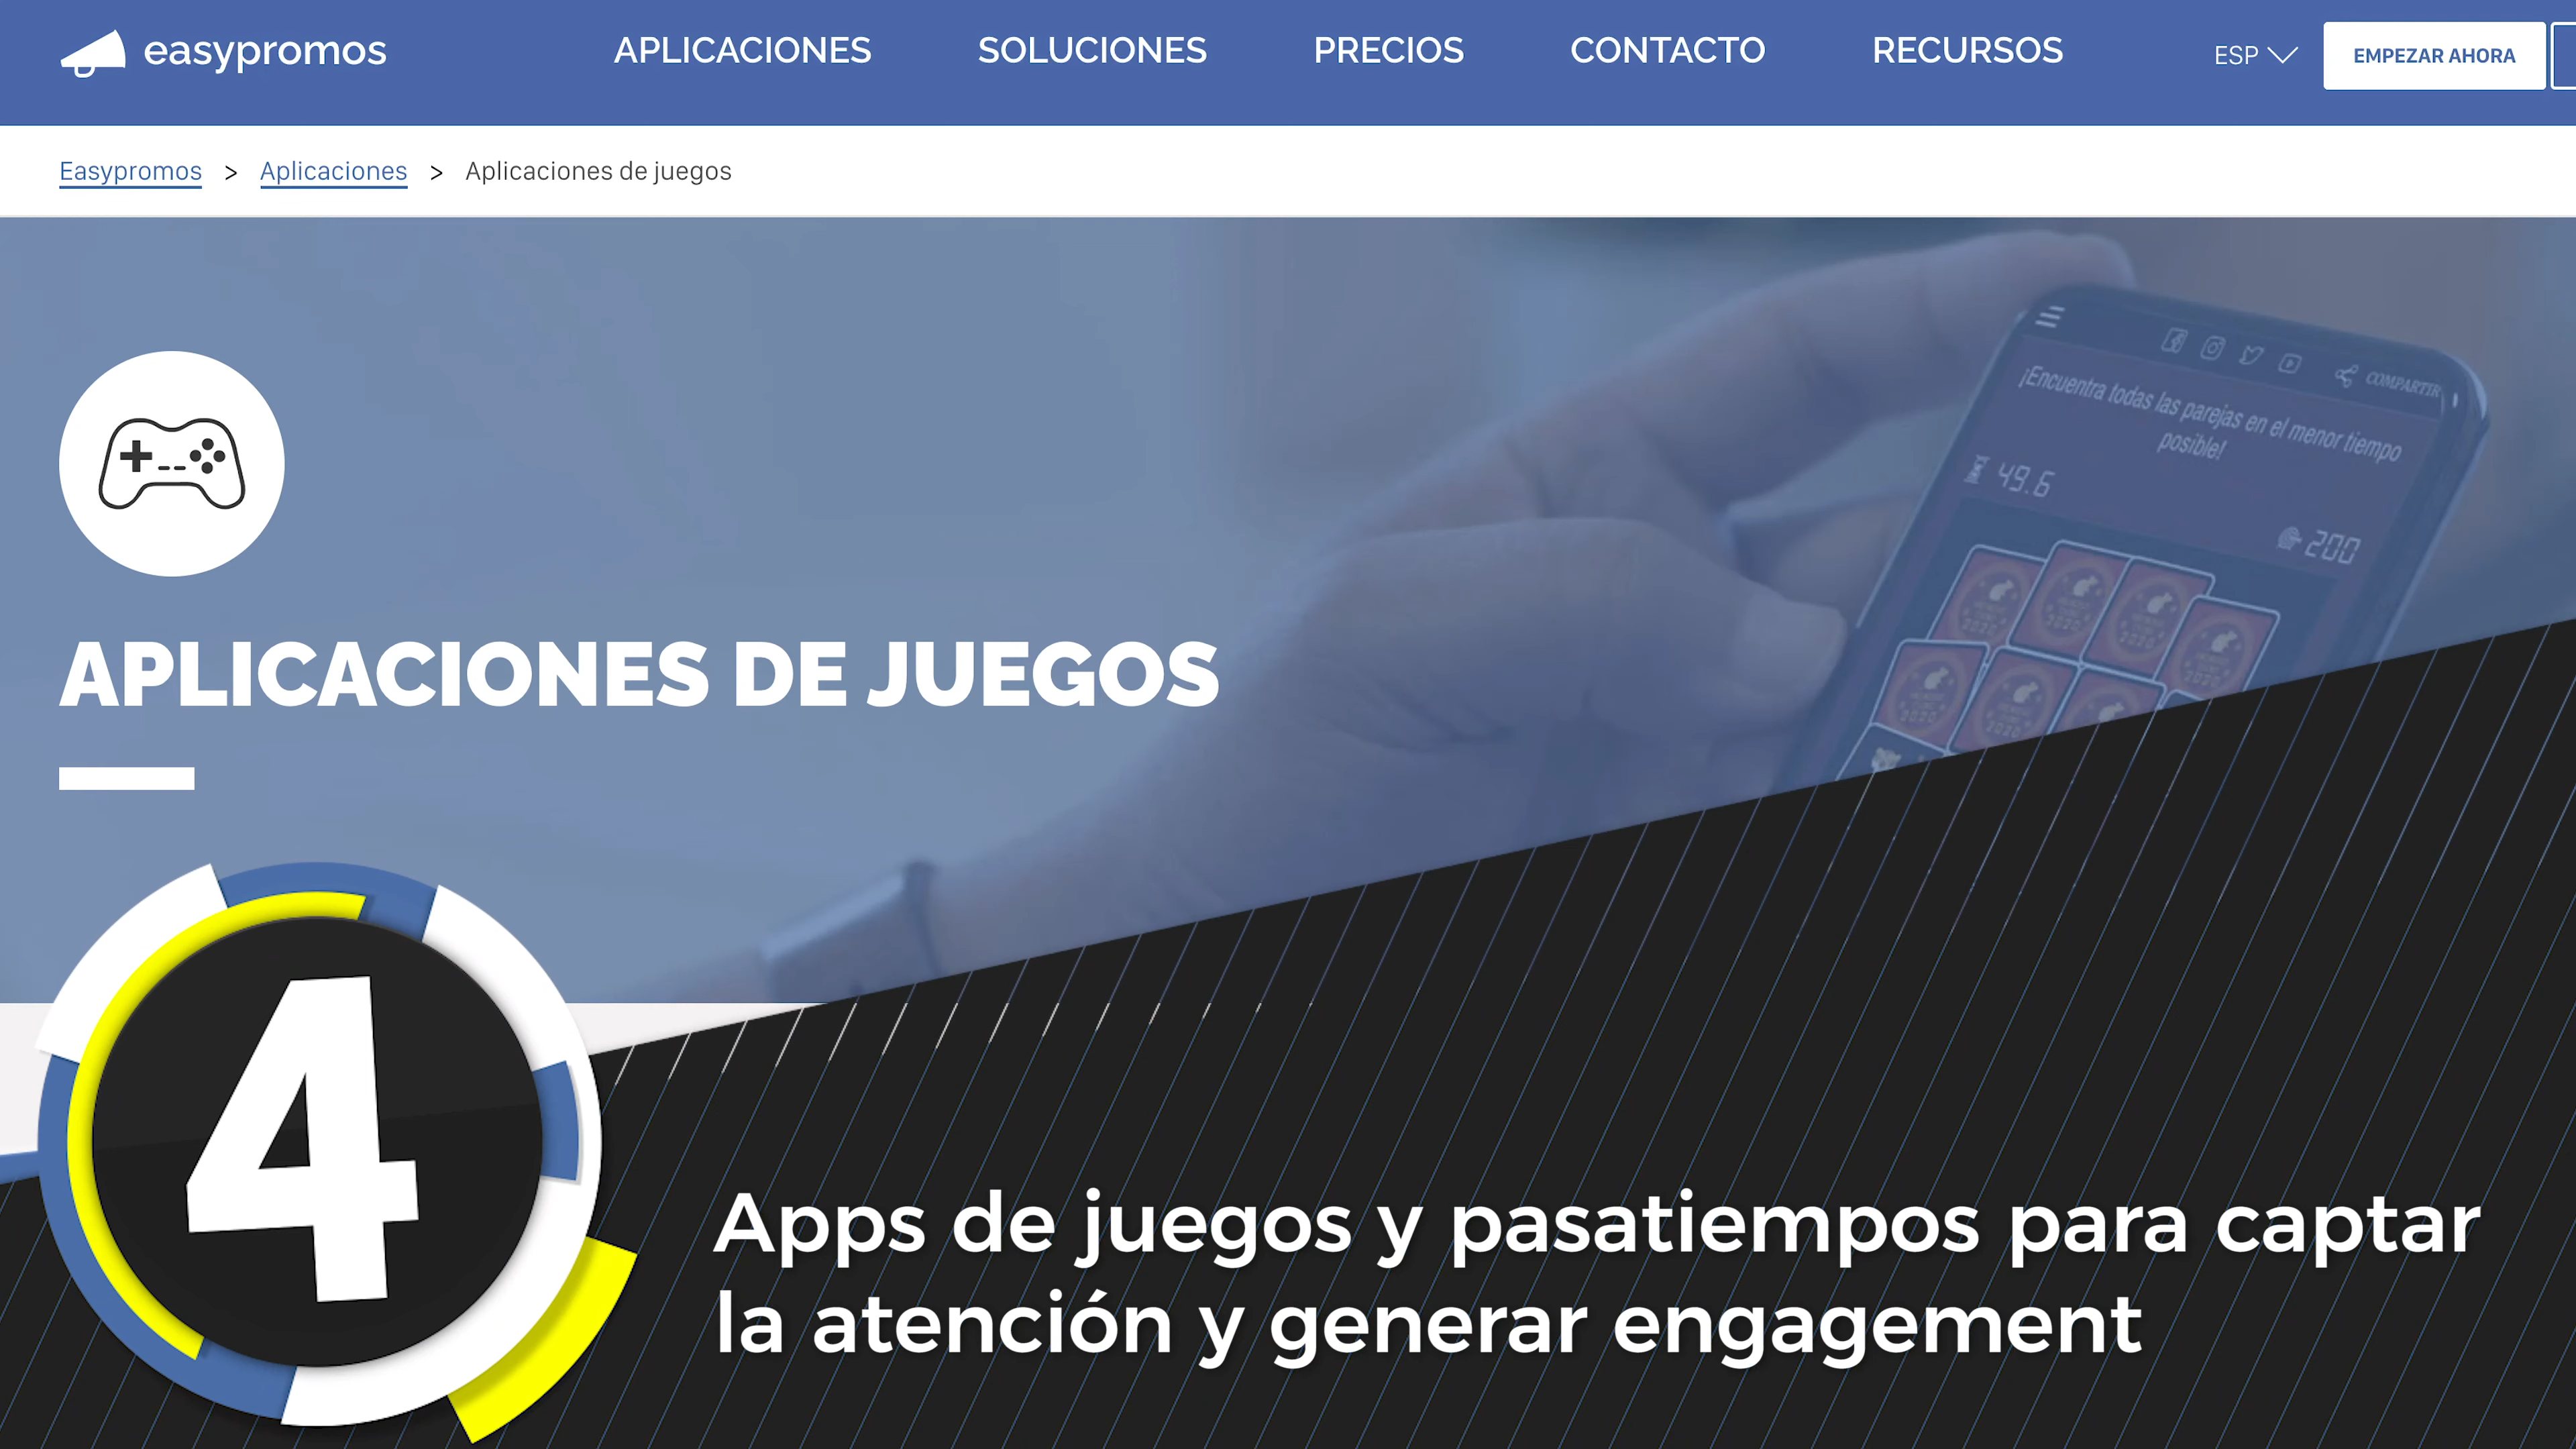 easypromos
APLICACIONES
SOLUCIONES
PRECIOS
CONTACTO
RECURSOS
ESP
EMPEZAR AHORA
Easypromos > Aplicaciones > Aplicaciones de juegos
COMPARTIR
¡Encuentra todas las parejas en el menor tiempo
posible!
49.6
200
APLICACIONES DE JUEGOS
4
Apps de juegos y pasatiempos para captar
la atención y generar engagement